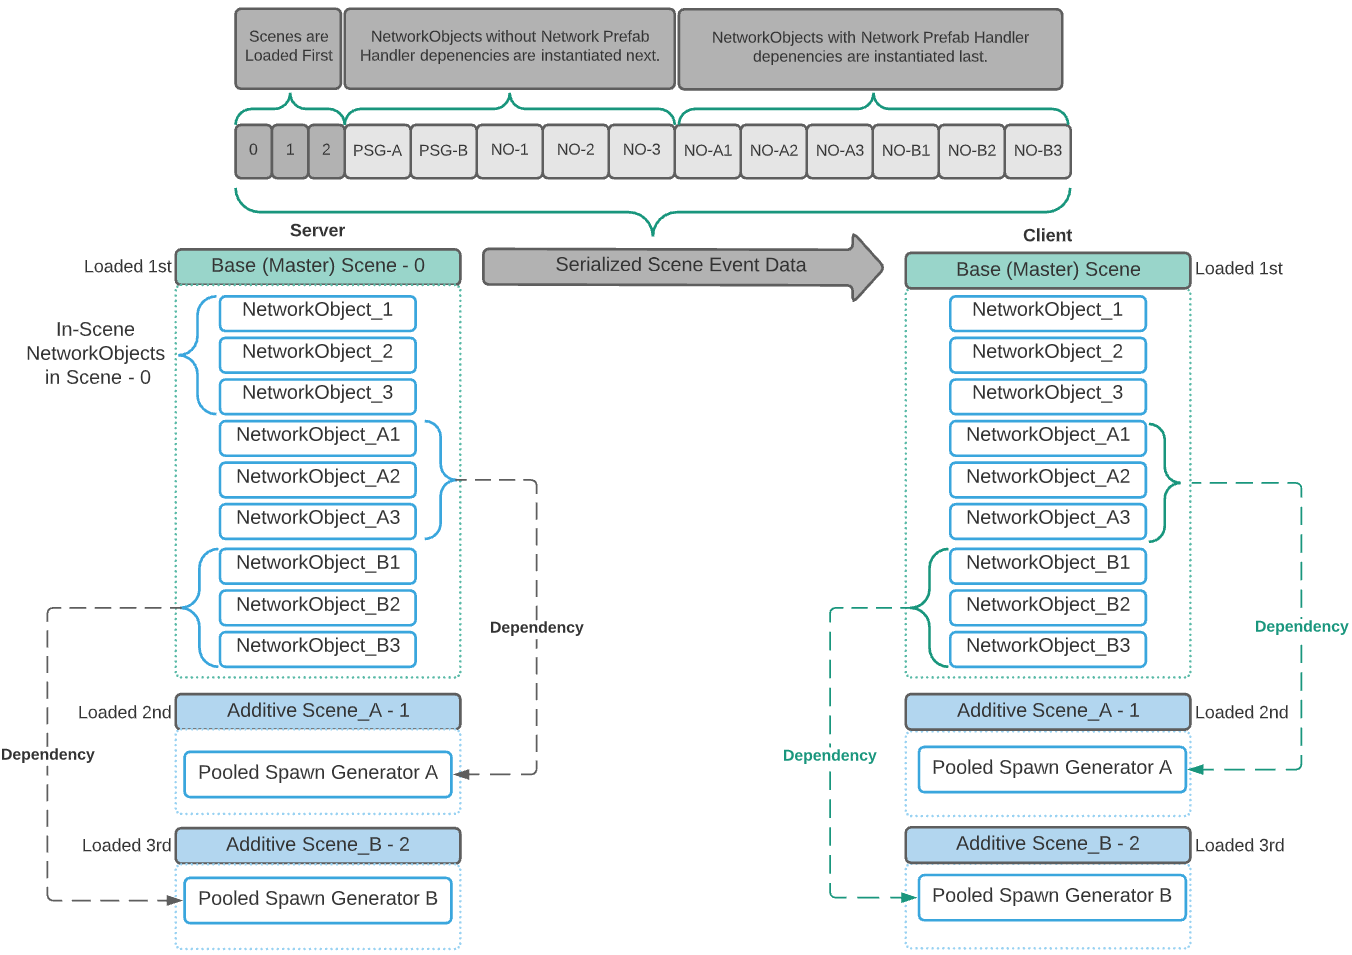 Scenes are
Loaded First
NetworkObjects without Network Prefab
Handler depenencies are instantiated next.
NetworkObjects with Network Prefab Handler
depenencies are instantiated last.
0
1
2
PSG-A
PSG-B
NO-1
NO-2
NO-3
NO-A1
NO-A2
NO-A3
NO-B1
NO-B2
NO-B3
Server
Loaded 1st
Base (Master) Scene - 0
Serialized Scene Event Data
Client
Base (Master) Scene
Loaded 1st
In-Scene
NetworkObjects
in Scene - 0
NetworkObject_1
NetworkObject_2
NetworkObject_3
NetworkObject_A1
NetworkObject_A2
NetworkObject_A3
NetworkObject_B1
NetworkObject_B2
NetworkObject_B3
Dependency
Loaded 2nd
Additive Scene_A - 1
Dependency
Pooled Spawn Generator A
Loaded 3rd
Additive Scene_B - 2
Pooled Spawn Generator B
NetworkObject_1
NetworkObject_2
NetworkObject_3
NetworkObject_A1
NetworkObject_A2
NetworkObject_A3
NetworkObject_B1
NetworkObject_B2
NetworkObject_B3
Dependency
Additive Scene_A - 1
Loaded 2nd
Dependency
Pooled Spawn Generator A
Additive Scene_B - 2
Loaded 3rd
Pooled Spawn Generator B